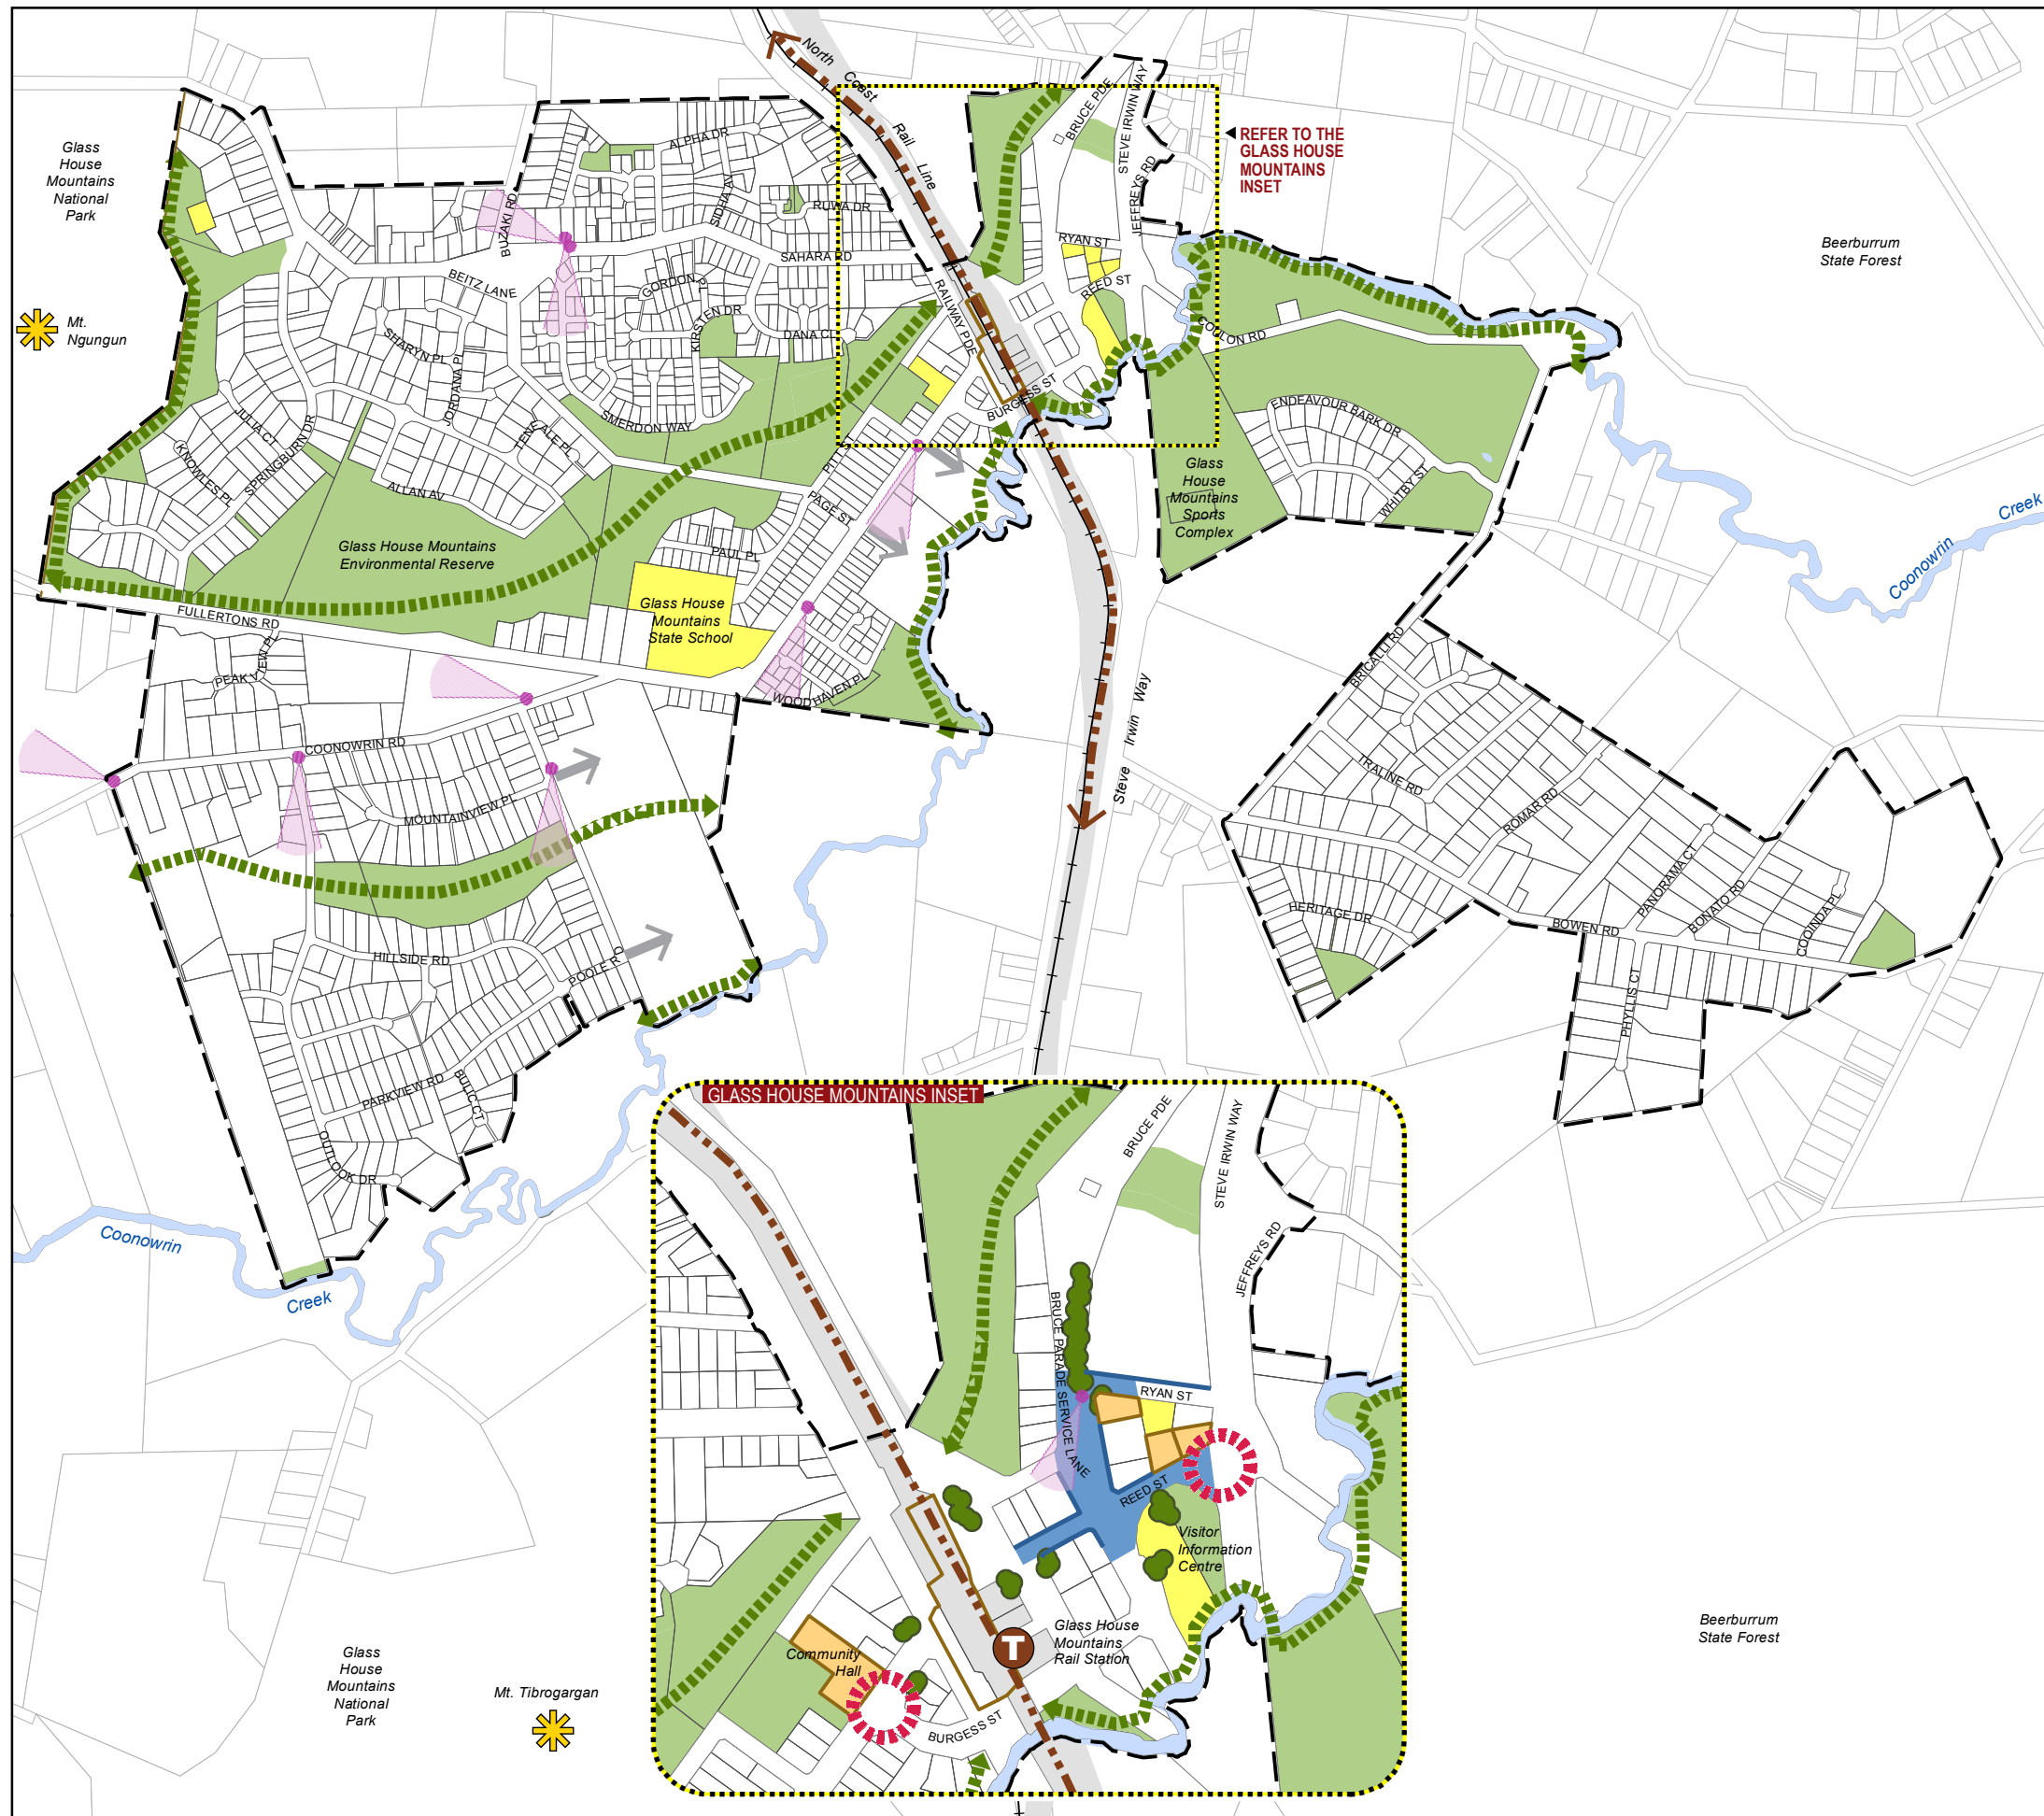 North
Coast
Rail
Line
BRUCE PDE
STEVE IRWIN WAY
JEFFREYS RD
REFER TO THE
GLASS HOUSE
MOUNTAINS
INSET
Glass
House
Mountains
National
Park
Beerburrum
State Forest
Mt.
Ngungun
ALPHA DR
SIDHA AV
RUWA DR
BUZAKI RD
SAHARA RD
BEITZ LANE
GORDON PL
KIRSTEN DR
DANA CL
RYAN ST
REED ST
RAILWAY PDE
COULON RD
SHARYN PL
JORDANA PL
BURGESS ST
SMERDON WAY
JULIA CT
KNOWLES PL
SPRINGBURN DR
ALLAN AV
PAGE ST
PAUL PL
ENDEAVOUR BARK DR
WHITBY ST
Glass
House
Mountains
Sports
Complex
Glass House Mountains
Environmental Reserve
Glass House
Mountains
State School
Coonowrin
Creek
FULLERTONS RD
PEAK VIEW PL
WOODHAVEN PL
BRICALLI RD
COONOWRIN RD
MOUNTAINVIEW PL
Steve Irwin Way
TRALINE RD
ROMAR RD
PANORAMA CT
BONATO RD
COOINDA PL
HERITAGE DR
BOWEN RD
PHYLLIS CT
HILLSIDE RD
POOLE RD
PARKVIEW RD
BULIC CT
OUTLOOK DR
Coonowrin
Creek
GLASS HOUSE MOUNTAINS INSET
BRUCE PDE
STEVE IRWIN WAY
JEFFREYS RD
BRUCE PARADE SERVICE LANE
RYAN ST
REED ST
Visitor
Information
Centre
Glass House
Mountains
Rail Station
T
Community
Hall
BURGESS ST
Glass
House
Mountains
National
Park
Mt. Tibrogargan
Beerburrum
State Forest